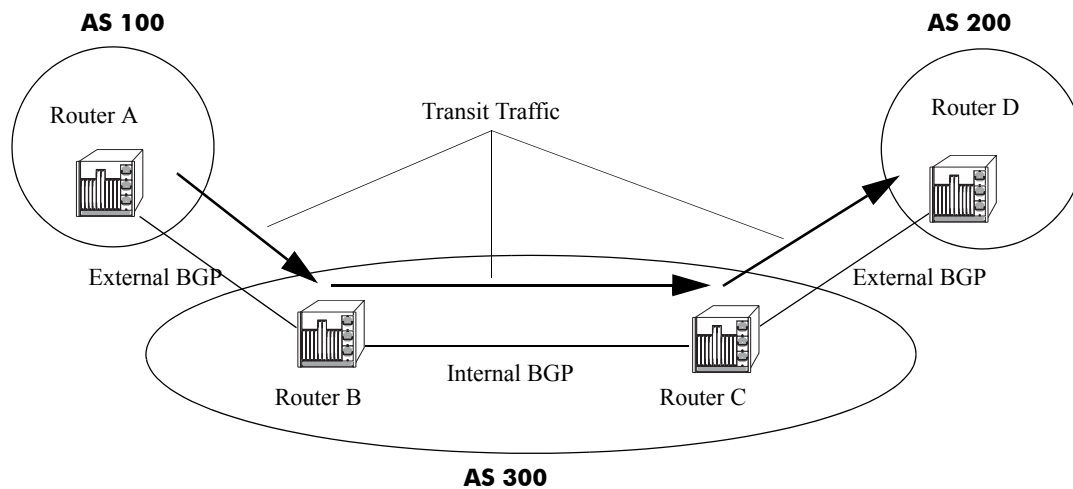 AS 100
AS 200
Router A
Transit Traffic
Router D
External BGP
External BGP
Internal BGP
Router B
Router C
AS 300